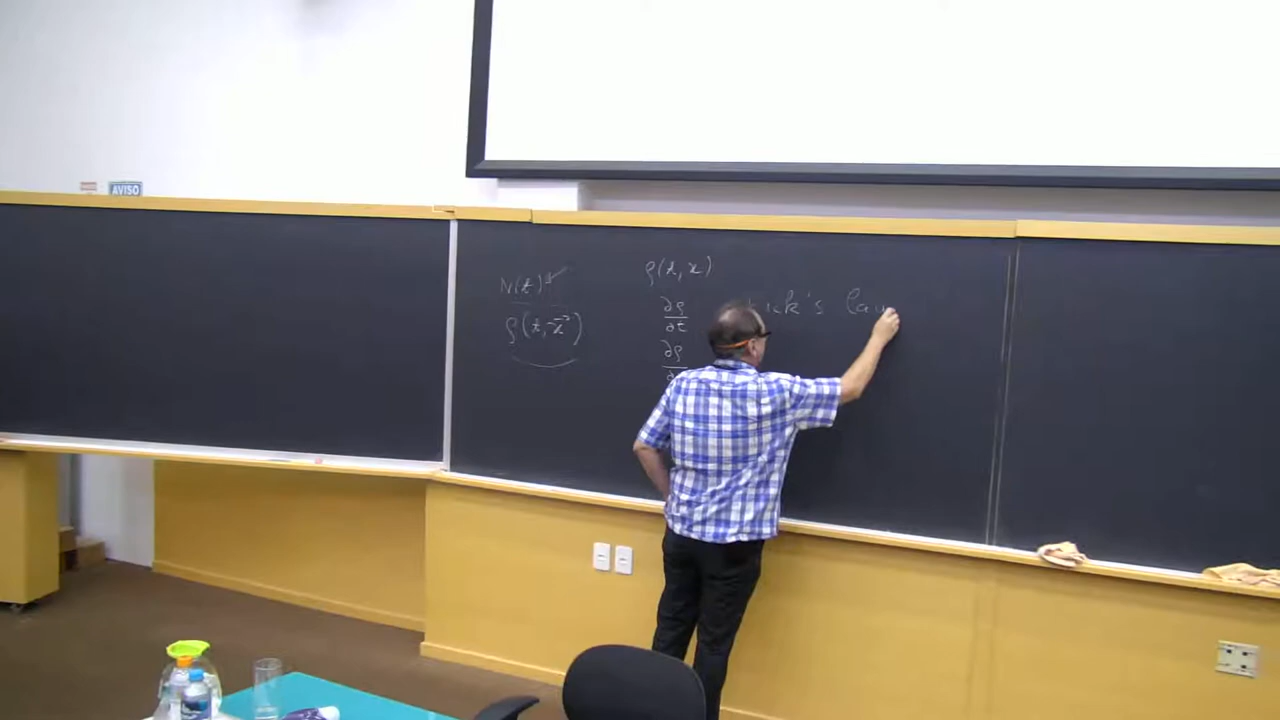 AVISO
N(t)
ρ(t, x⃗)
ρ(t, x)
∂ρ
∂t
∂ρ
ick's law